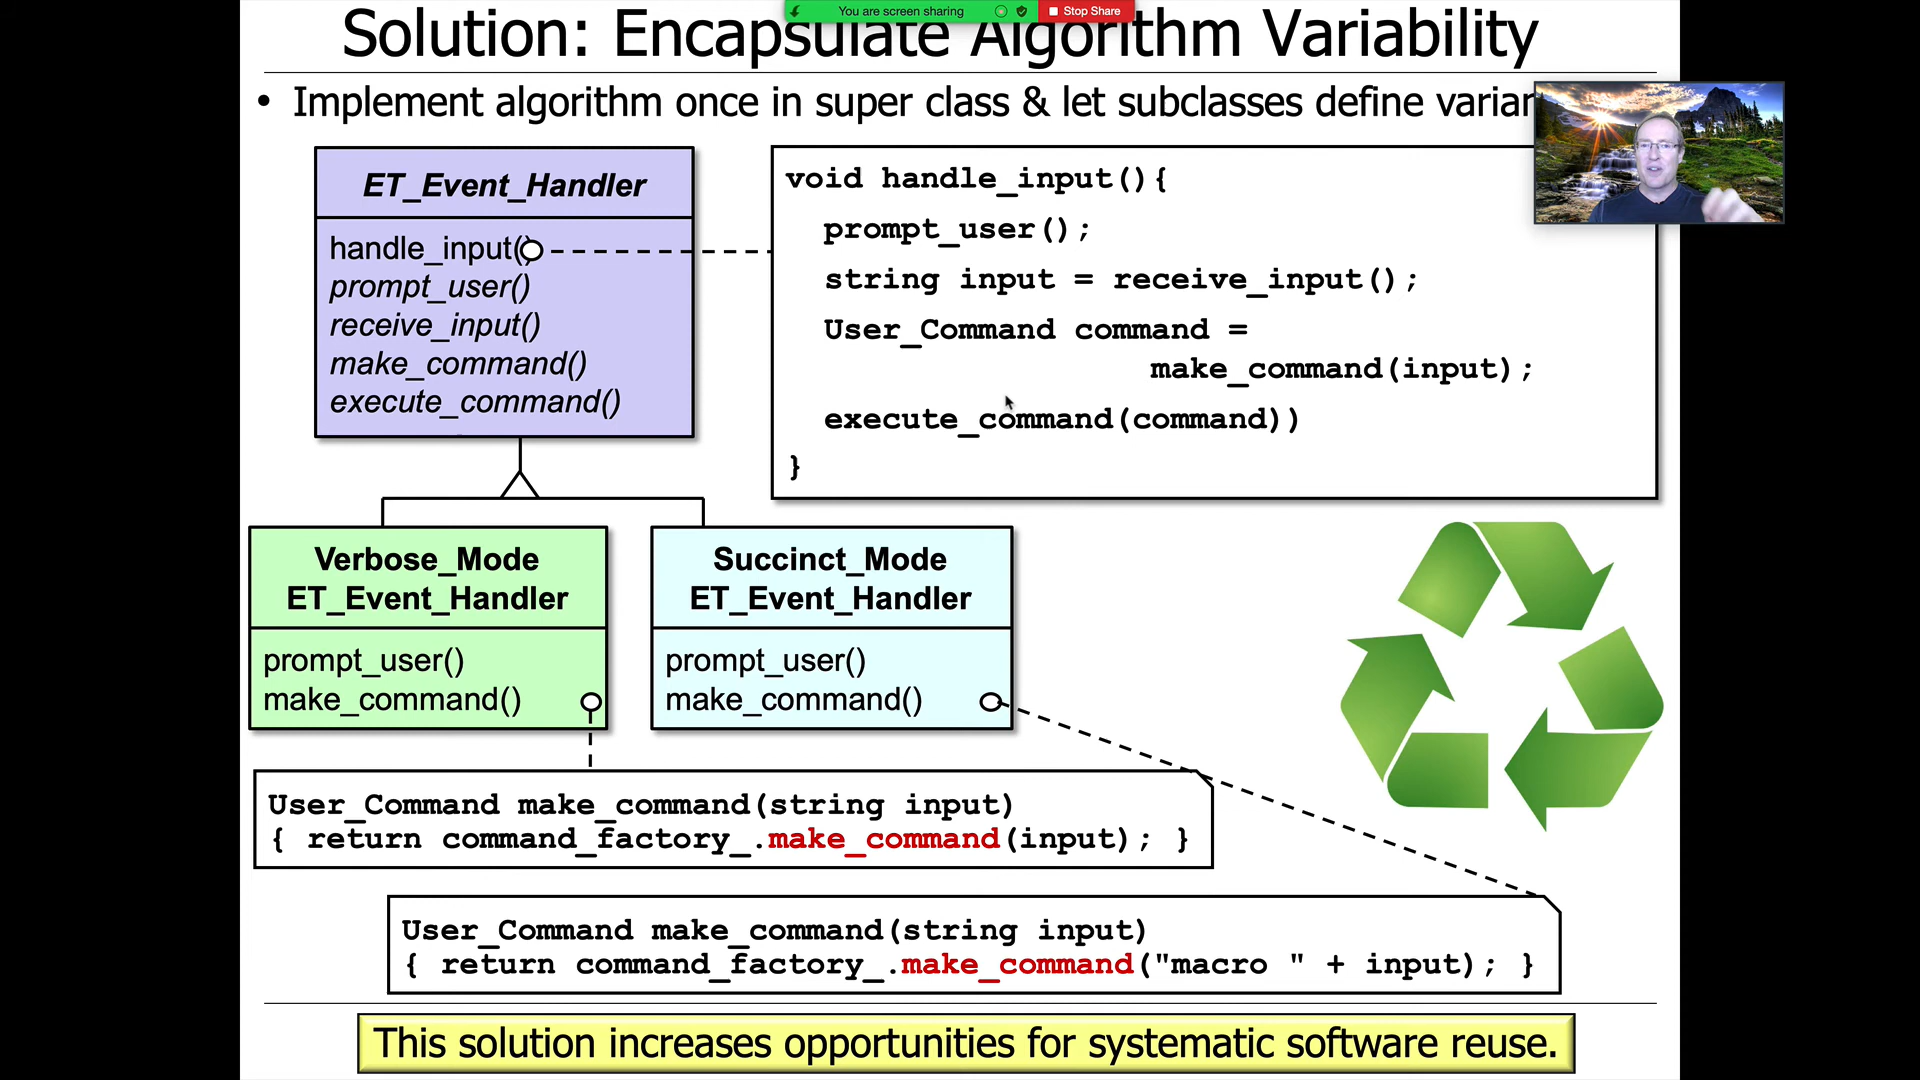 You are screen sharing
Stop Share
Solution: Encapsulate Algorithm Variability
• Implement algorithm once in super class & let subclasses define
ET_Event_Handler
handle_input()
prompt_user()
receive_input()
make_command()
execute_command()
void handle_input(){
prompt_user();
string input = receive_input();
User_Command command =
make_command(input);
execute_command(command))
}
Verbose_Mode
ET_Event_Handler
prompt_user()
make_command()
Succinct_Mode
ET_Event_Handler
prompt_user()
make_command()
User_Command make_command(string input)
{ return command_factory_.make_command(input); }
User_Command make_command(string input)
{ return command_factory_.make_command("macro " + input); }
This solution increases opportunities for systematic software reuse.